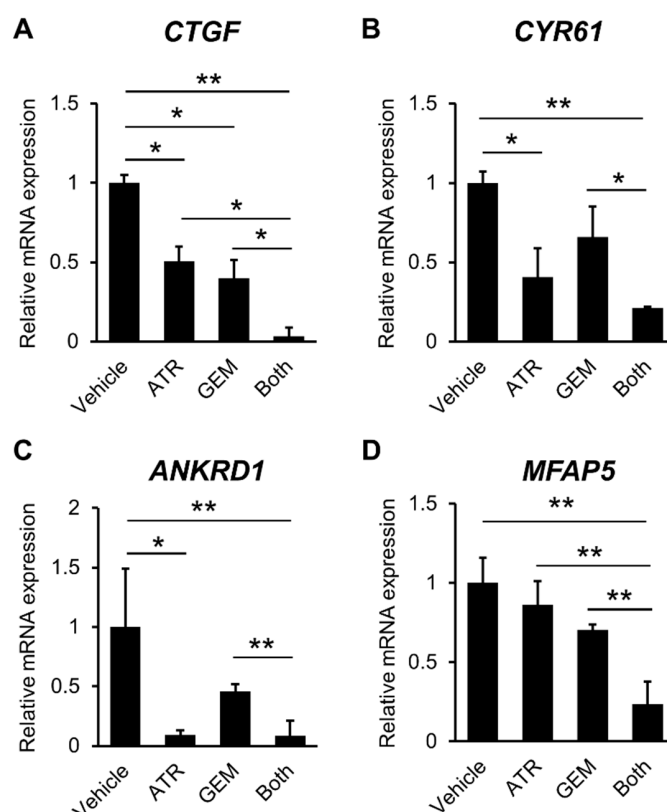 A
CTGF
**
*
*
*
*
Relative mRNA expression
1.5
1
0.5
0
Vehicle
ATR
GEM
Both
B
CYR61
**
*
*
Relative mRNA expression
1.5
1
0.5
0
Vehicle
ATR
GEM
Both
C
ANKRD1
**
*
**
Relative mRNA expression
2
1.5
1
0.5
0
Vehicle
ATR
GEM
Both
D
MFAP5
**
**
**
Relative mRNA expression
1.5
1
0.5
0
Vehicle
ATR
GEM
Both